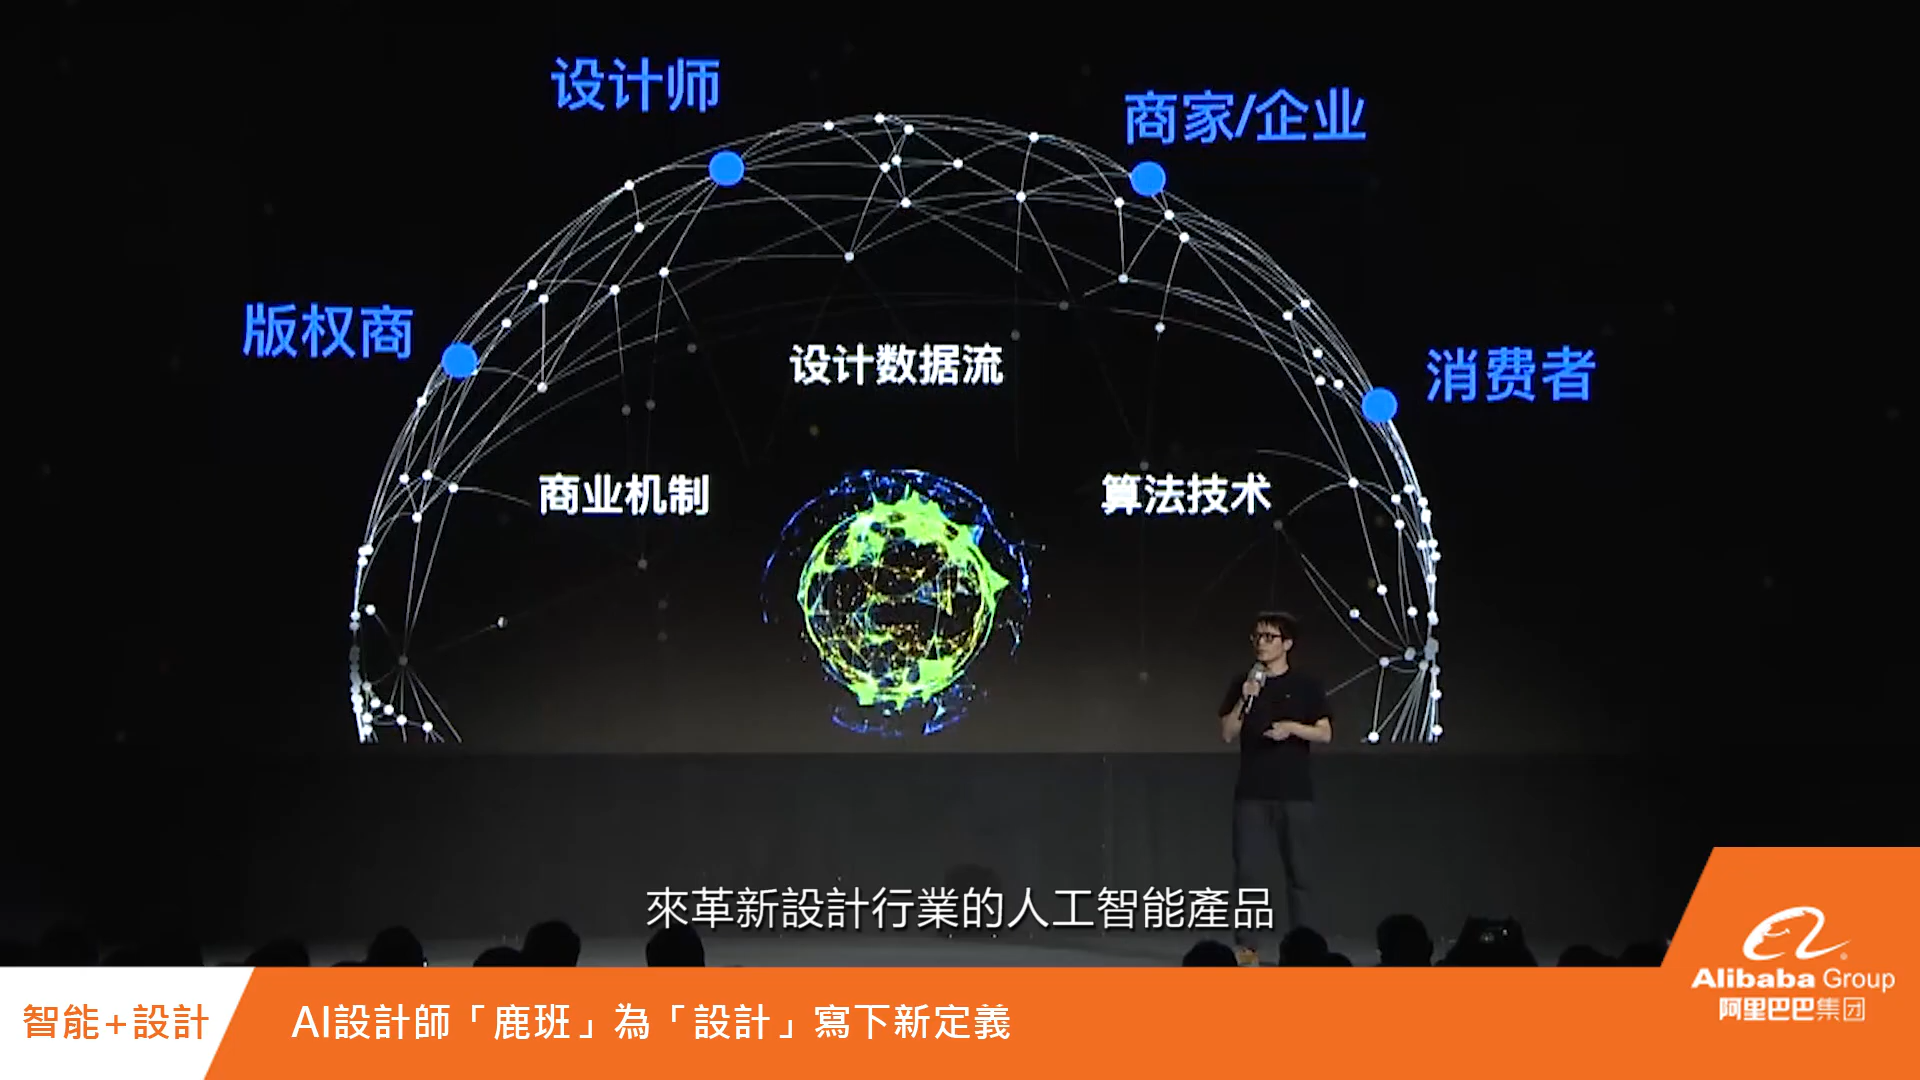 设计师
商家/企业
版权商
设计数据流
消费者
商业机制
算法技术
來革新設計行業的人工智能產品
智能+設計
AI設計師「鹿班」為「設計」寫下新定義
Alibaba Group
阿里巴巴集团